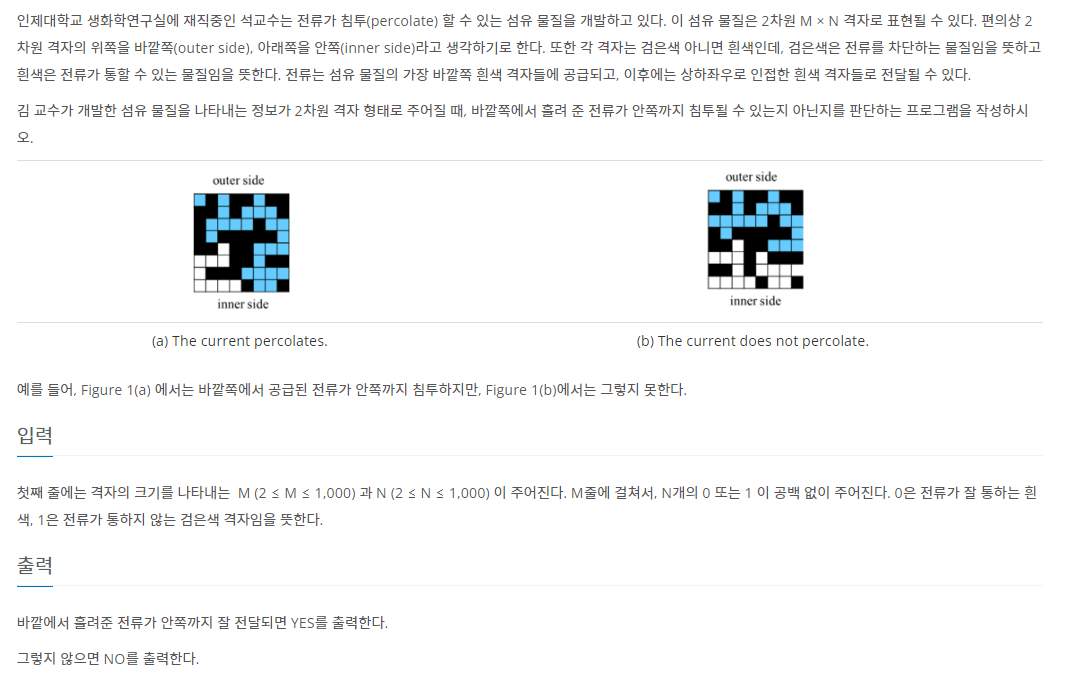 인제대학교 생화학연구실에 재직중인 석교수는 전류가 침투(percolate) 할 수 있는 섬유 물질을 개발하고 있다. 이 섬유 물질은 2차원 M × N 격자로 표현될 수 있다. 편의상 2
차원 격자의 위쪽을 바깥쪽(outer side), 아래쪽을 안쪽(inner side)라고 생각하기로 한다. 또한 각 격자는 검은색 아니면 흰색인데, 검은색은 전류를 차단하는 물질임을 뜻하고
흰색은 전류가 통할 수 있는 물질임을 뜻한다. 전류는 섬유 물질의 가장 바깥쪽 흰색 격자들에 공급되고, 이후에는 상하좌우로 인접한 흰색 격자들로 전달될 수 있다.
김 교수가 개발한 섬유 물질을 나타내는 정보가 2차원 격자 형태로 주어질 때, 바깥쪽에서 흘려 준 전류가 안쪽까지 침투될 수 있는지 아닌지를 판단하는 프로그램을 작성하시
오.
outer side
outer side
inner side
inner side
(a) The current percolates.
(b) The current does not percolate.
예를 들어, Figure 1(a) 에서는 바깥쪽에서 공급된 전류가 안쪽까지 침투하지만, Figure 1(b)에서는 그렇지 못한다.
입력
첫째 줄에는 격자의 크기를 나타내는 M (2 ≤ M ≤ 1,000) 과 N (2 ≤ N ≤ 1,000) 이 주어진다. M줄에 걸쳐서, N개의 0 또는 1 이 공백 없이 주어진다. 0은 전류가 잘 통하는 흰
색, 1은 전류가 통하지 않는 검은색 격자임을 뜻한다.
출력
바깥에서 흘려준 전류가 안쪽까지 잘 전달되면 YES를 출력한다.
그렇지 않으면 NO를 출력한다.